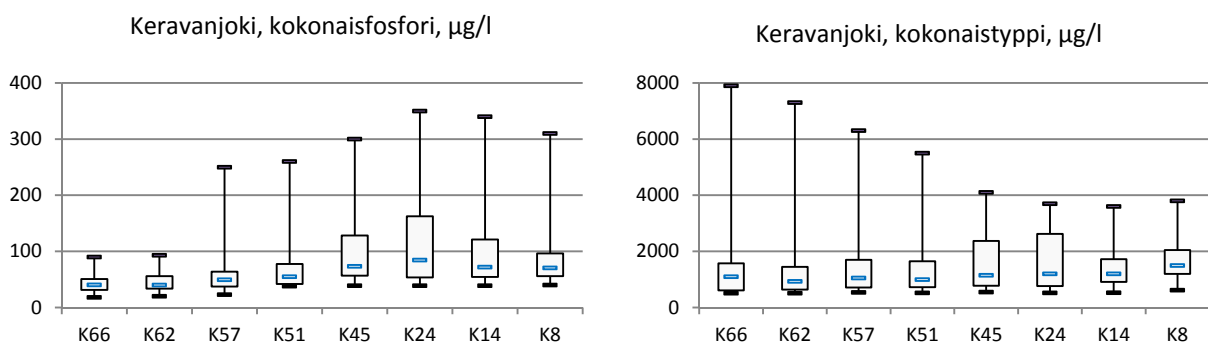 Keravanjoki, kokonaisfosfori, µg/l
400
300
200
100
0
K66 K62 K57 K51 K45 K24 K14 K8
Keravanjoki, kokonaistyppi, µg/l
8000
6000
4000
2000
0
K66 K62 K57 K51 K45 K24 K14 K8